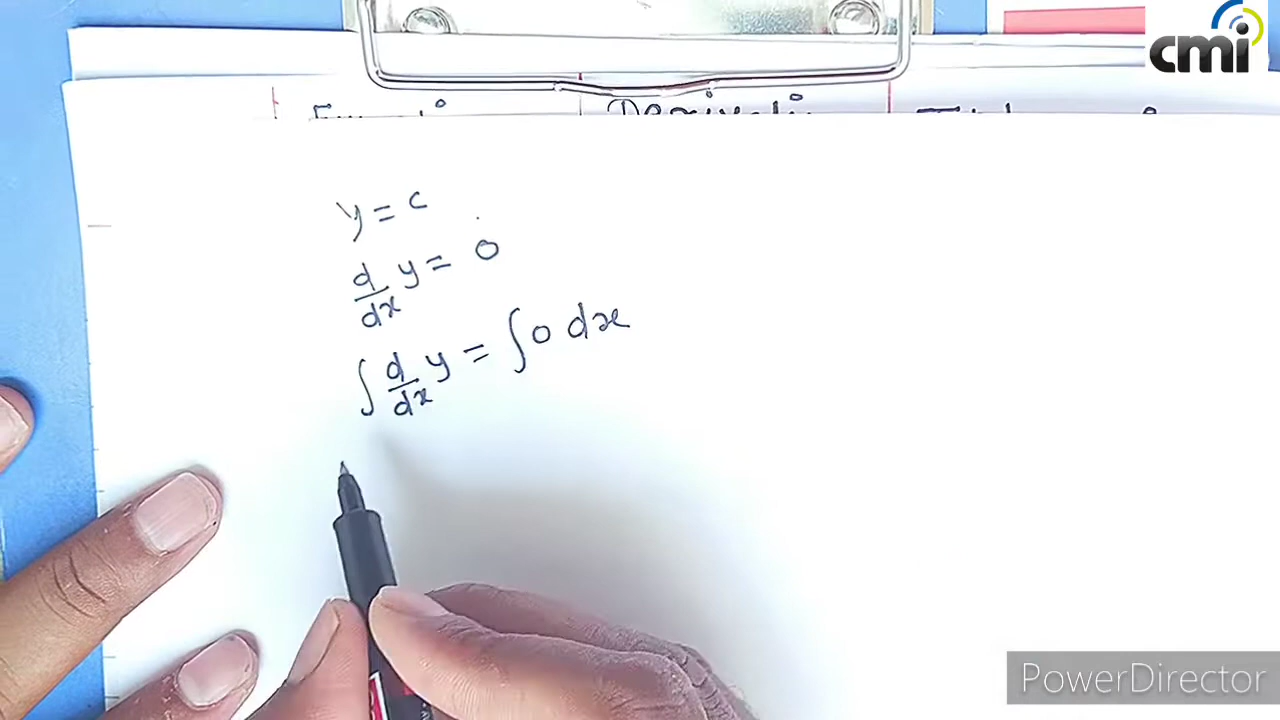 cmi
y = c
d/dx y = 0
∫ d/dx y = ∫ 0 dx
PowerDirector